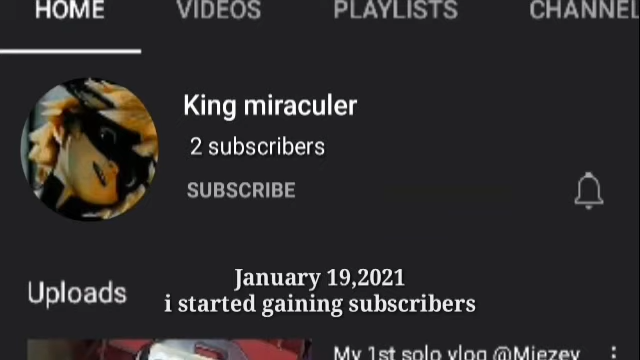 HOME VIDEOS PLAYLISTS CHANNEL
King miraculer
2 subscribers
SUBSCRIBE
January 19,2021
Uploads
i started gaining subscribers
My 1st solo vlog @Miezey